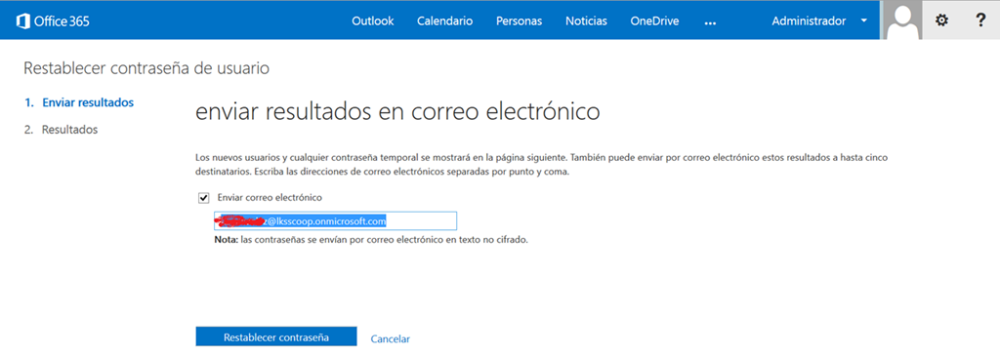 Office 365
Outlook Calendario Personas Noticias OneDrive ... Administrador ?
Restablecer contraseña de usuario
1. Enviar resultados
2. Resultados
enviar resultados en correo electrónico
Los nuevos usuarios y cualquier contraseña temporal se mostrará en la página siguiente. También puede enviar por correo electrónico estos resultados a hasta cinco
destinatarios. Escriba las direcciones de correo electrónicos separadas por punto y coma.
Enviar correo electrónico
z@lksscoop.onmicrosoft.com
Nota: las contraseñas se envían por correo electrónico en texto no cifrado.
Restablecer contraseña Cancelar